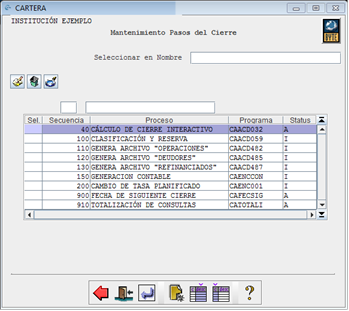 CARTERA
INSTITUCIÓN EJEMPLO
Mantenimiento Pasos del Cierre
Seleccionar en Nombre
Sel. Secuencia Proceso Programa Status
40 CÁLCULO DE CIERRE INTERACTIVO CAACD032 A
100 CLASIFICACIÓN Y RESERVA CAACD059 I
110 GENERA ARCHIVO "OPERACIONES" CAACD482 I
120 GENERA ARCHIVO "DEUDORES" CAACD485 I
130 GENERA ARCHIVO "REFINANCIADOS" CAACD487 I
150 GENERACION CONTABLE CAENCCON I
200 CAMBIO DE TASA PLANIFICADO CAENC001 I
900 FECHA DE SIGUIENTE CIERRE CAFECSIG A
910 TOTALIZACIÓN DE CONSULTAS CATOTALI A